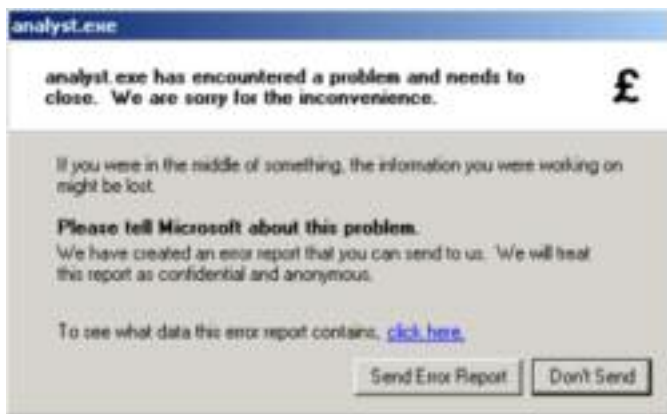 analyst.exe
analyst.exe has encountered a problem and needs to
close. We are sorry for the inconvenience.
£
If you were in the middle of something, the information you were working on
might be lost.
Please tell Microsoft about this problem.
We have created an error report that you can send to us. We will treat
this report as confidential and anonymous.
To see what data this error report contains, click here.
Send Error Report
Don't Send